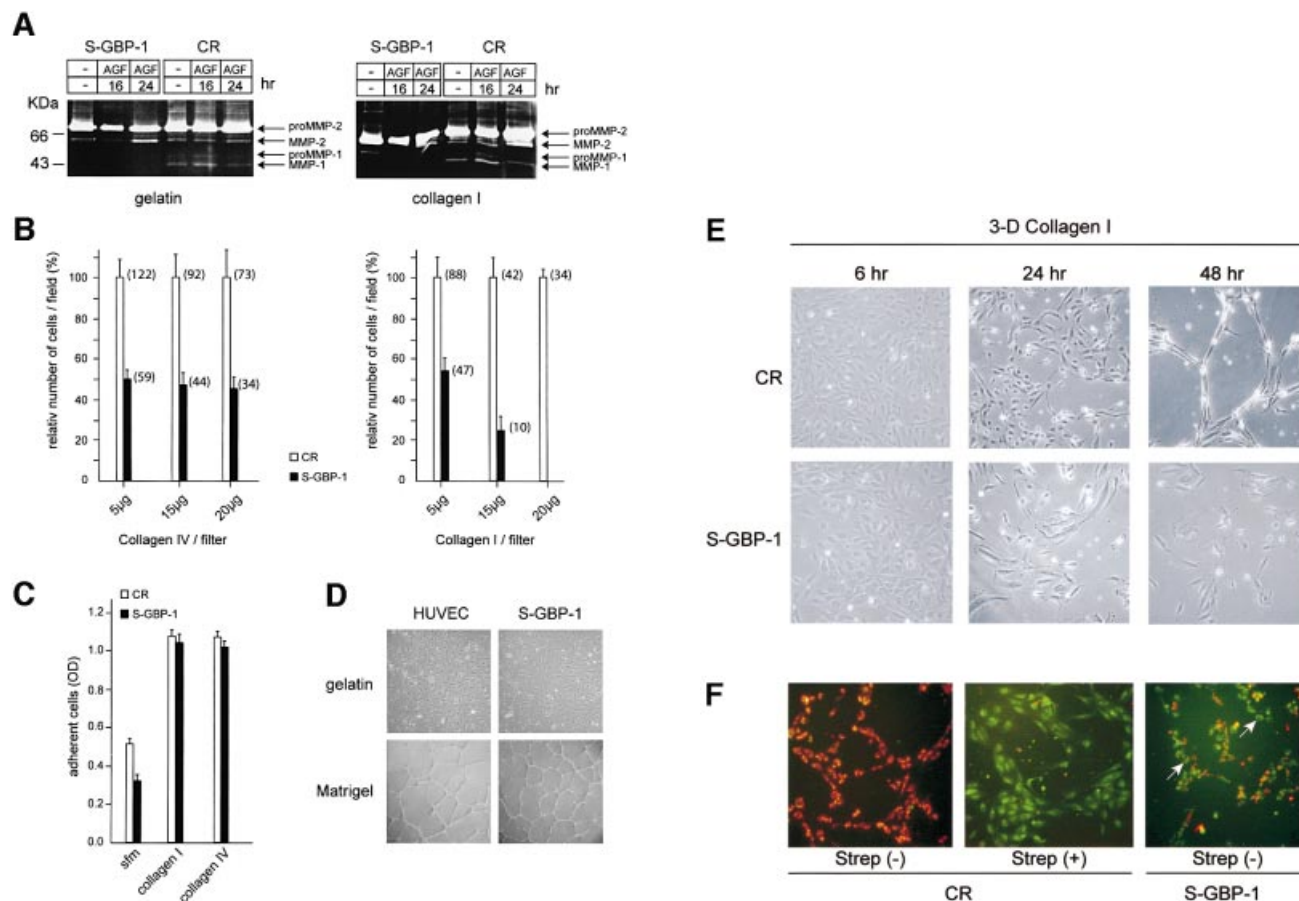 A
S-GBP-1 CR
- AGF AGF - AGF AGF
- 16 24 - 16 24 hr
KDa
66
43
proMMP-2
MMP-2
proMMP-1
MMP-1
gelatin
S-GBP-1 CR
- AGF AGF - AGF AGF
- 16 24 - 16 24
proMMP-2
MMP-2
proMMP-1
MMP-1
collagen I
B
relativ number of cells / field (%)
100
80
60
40
20
0
(122) (92) (73)
(59) (44) (34)
5µg 15µg 20µg
Collagen IV / filter
CR
S-GBP-1
relativ number of cells / field (%)
100
80
60
40
20
0
(88) (42) (34)
(47) (10)
5µg 15µg 20µg
Collagen I / filter
C
CR
S-GBP-1
adherent cells (OD)
1.2
1.0
0.8
0.6
0.4
0.2
0.0
sfm collagen I collagen IV
D
HUVEC S-GBP-1
gelatin
Matrigel
E
3-D Collagen I
6 hr 24 hr 48 hr
CR
S-GBP-1
F
Strep (-) Strep (+) Strep (-)
CR S-GBP-1